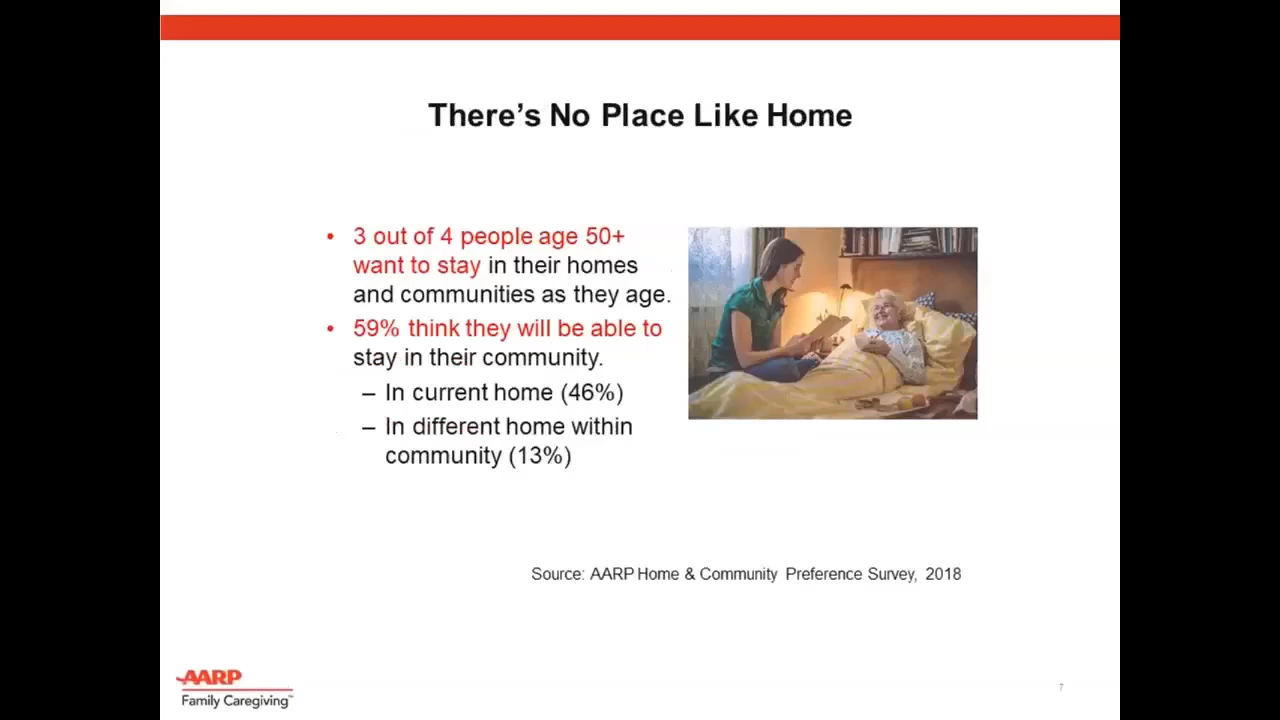 There's No Place Like Home
• 3 out of 4 people age 50+
want to stay in their homes
and communities as they age.
• 59% think they will be able to
stay in their community.
– In current home (46%)
– In different home within
community (13%)
Source: AARP Home & Community Preference Survey, 2018
AARP
Family Caregiving™
7